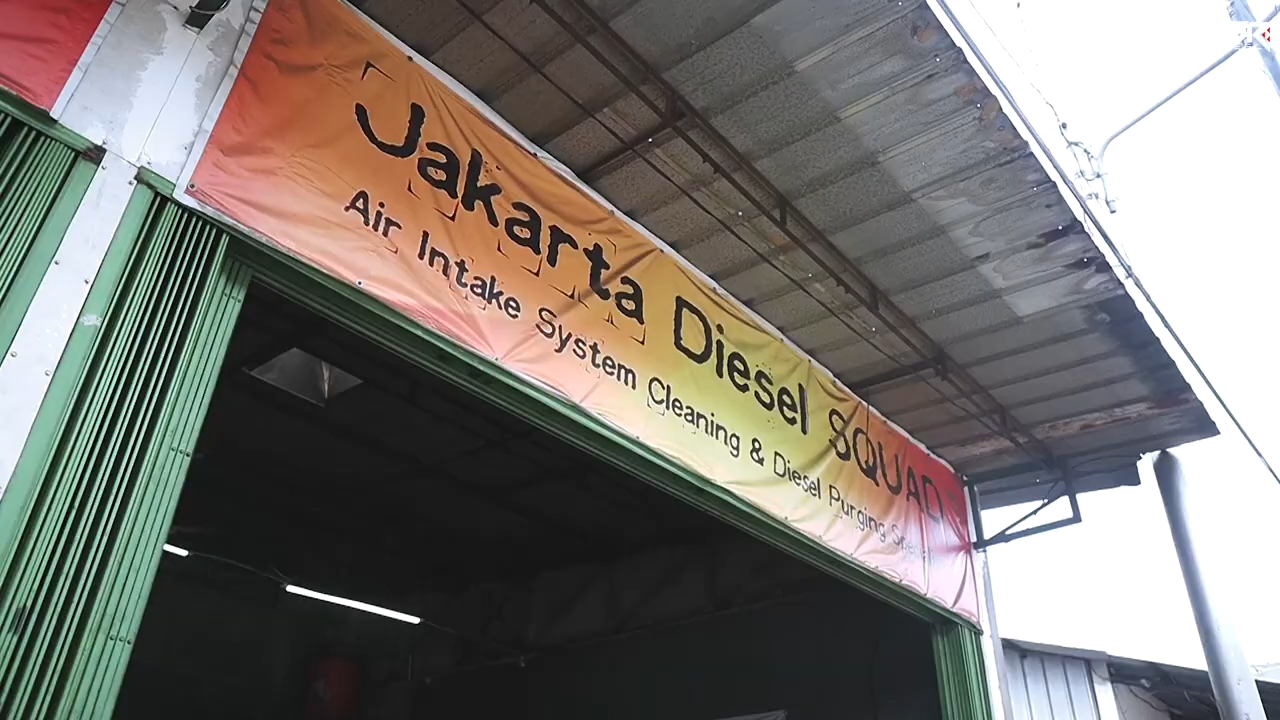 Jakarta Diesel SQUAD
Air Intake System Cleaning & Diesel Purging